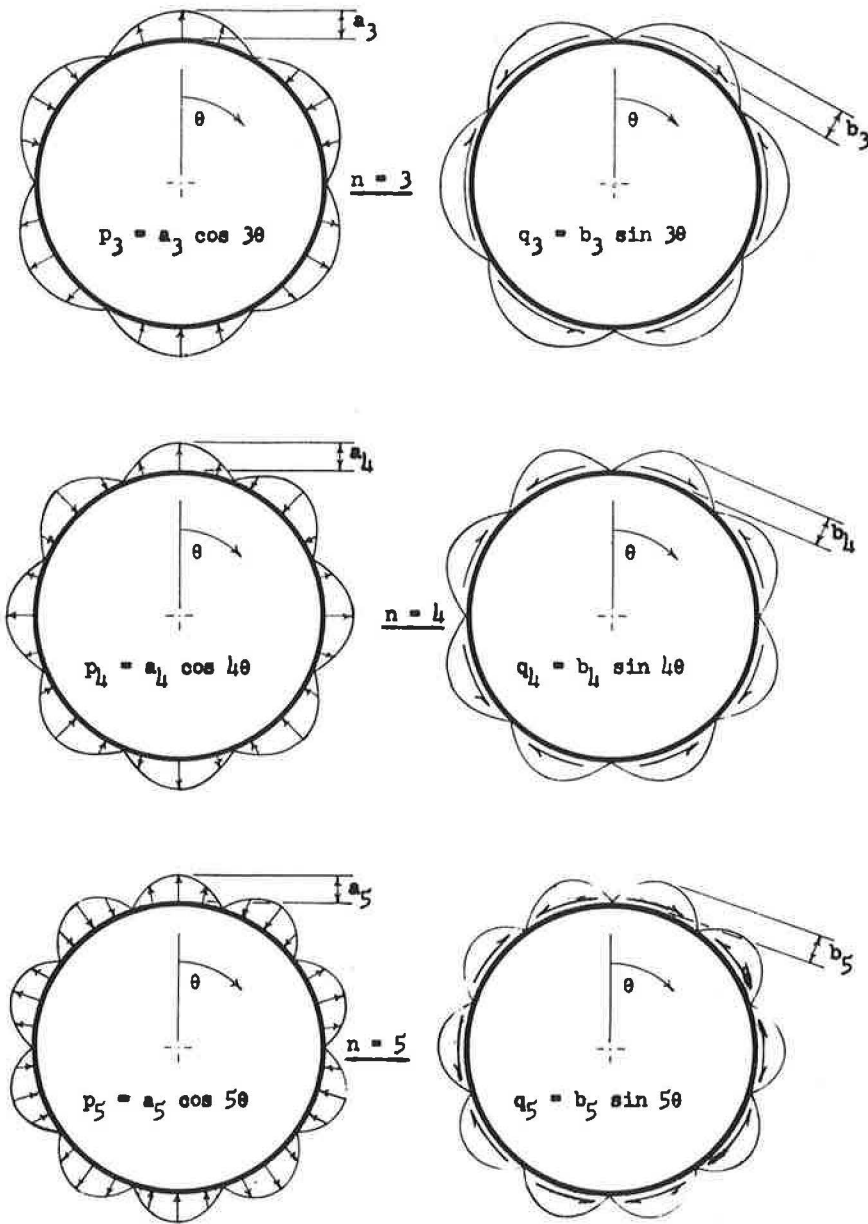 a3
θ
θ
b3
n = 3
p3 = a3 cos 3θ
q3 = b3 sin 3θ
a4
b4
θ
θ
n = 4
p4 = a4 cos 4θ
q4 = b4 sin 4θ
a5
b5
θ
θ
n = 5
p5 = a5 cos 5θ
q5 = b5 sin 5θ